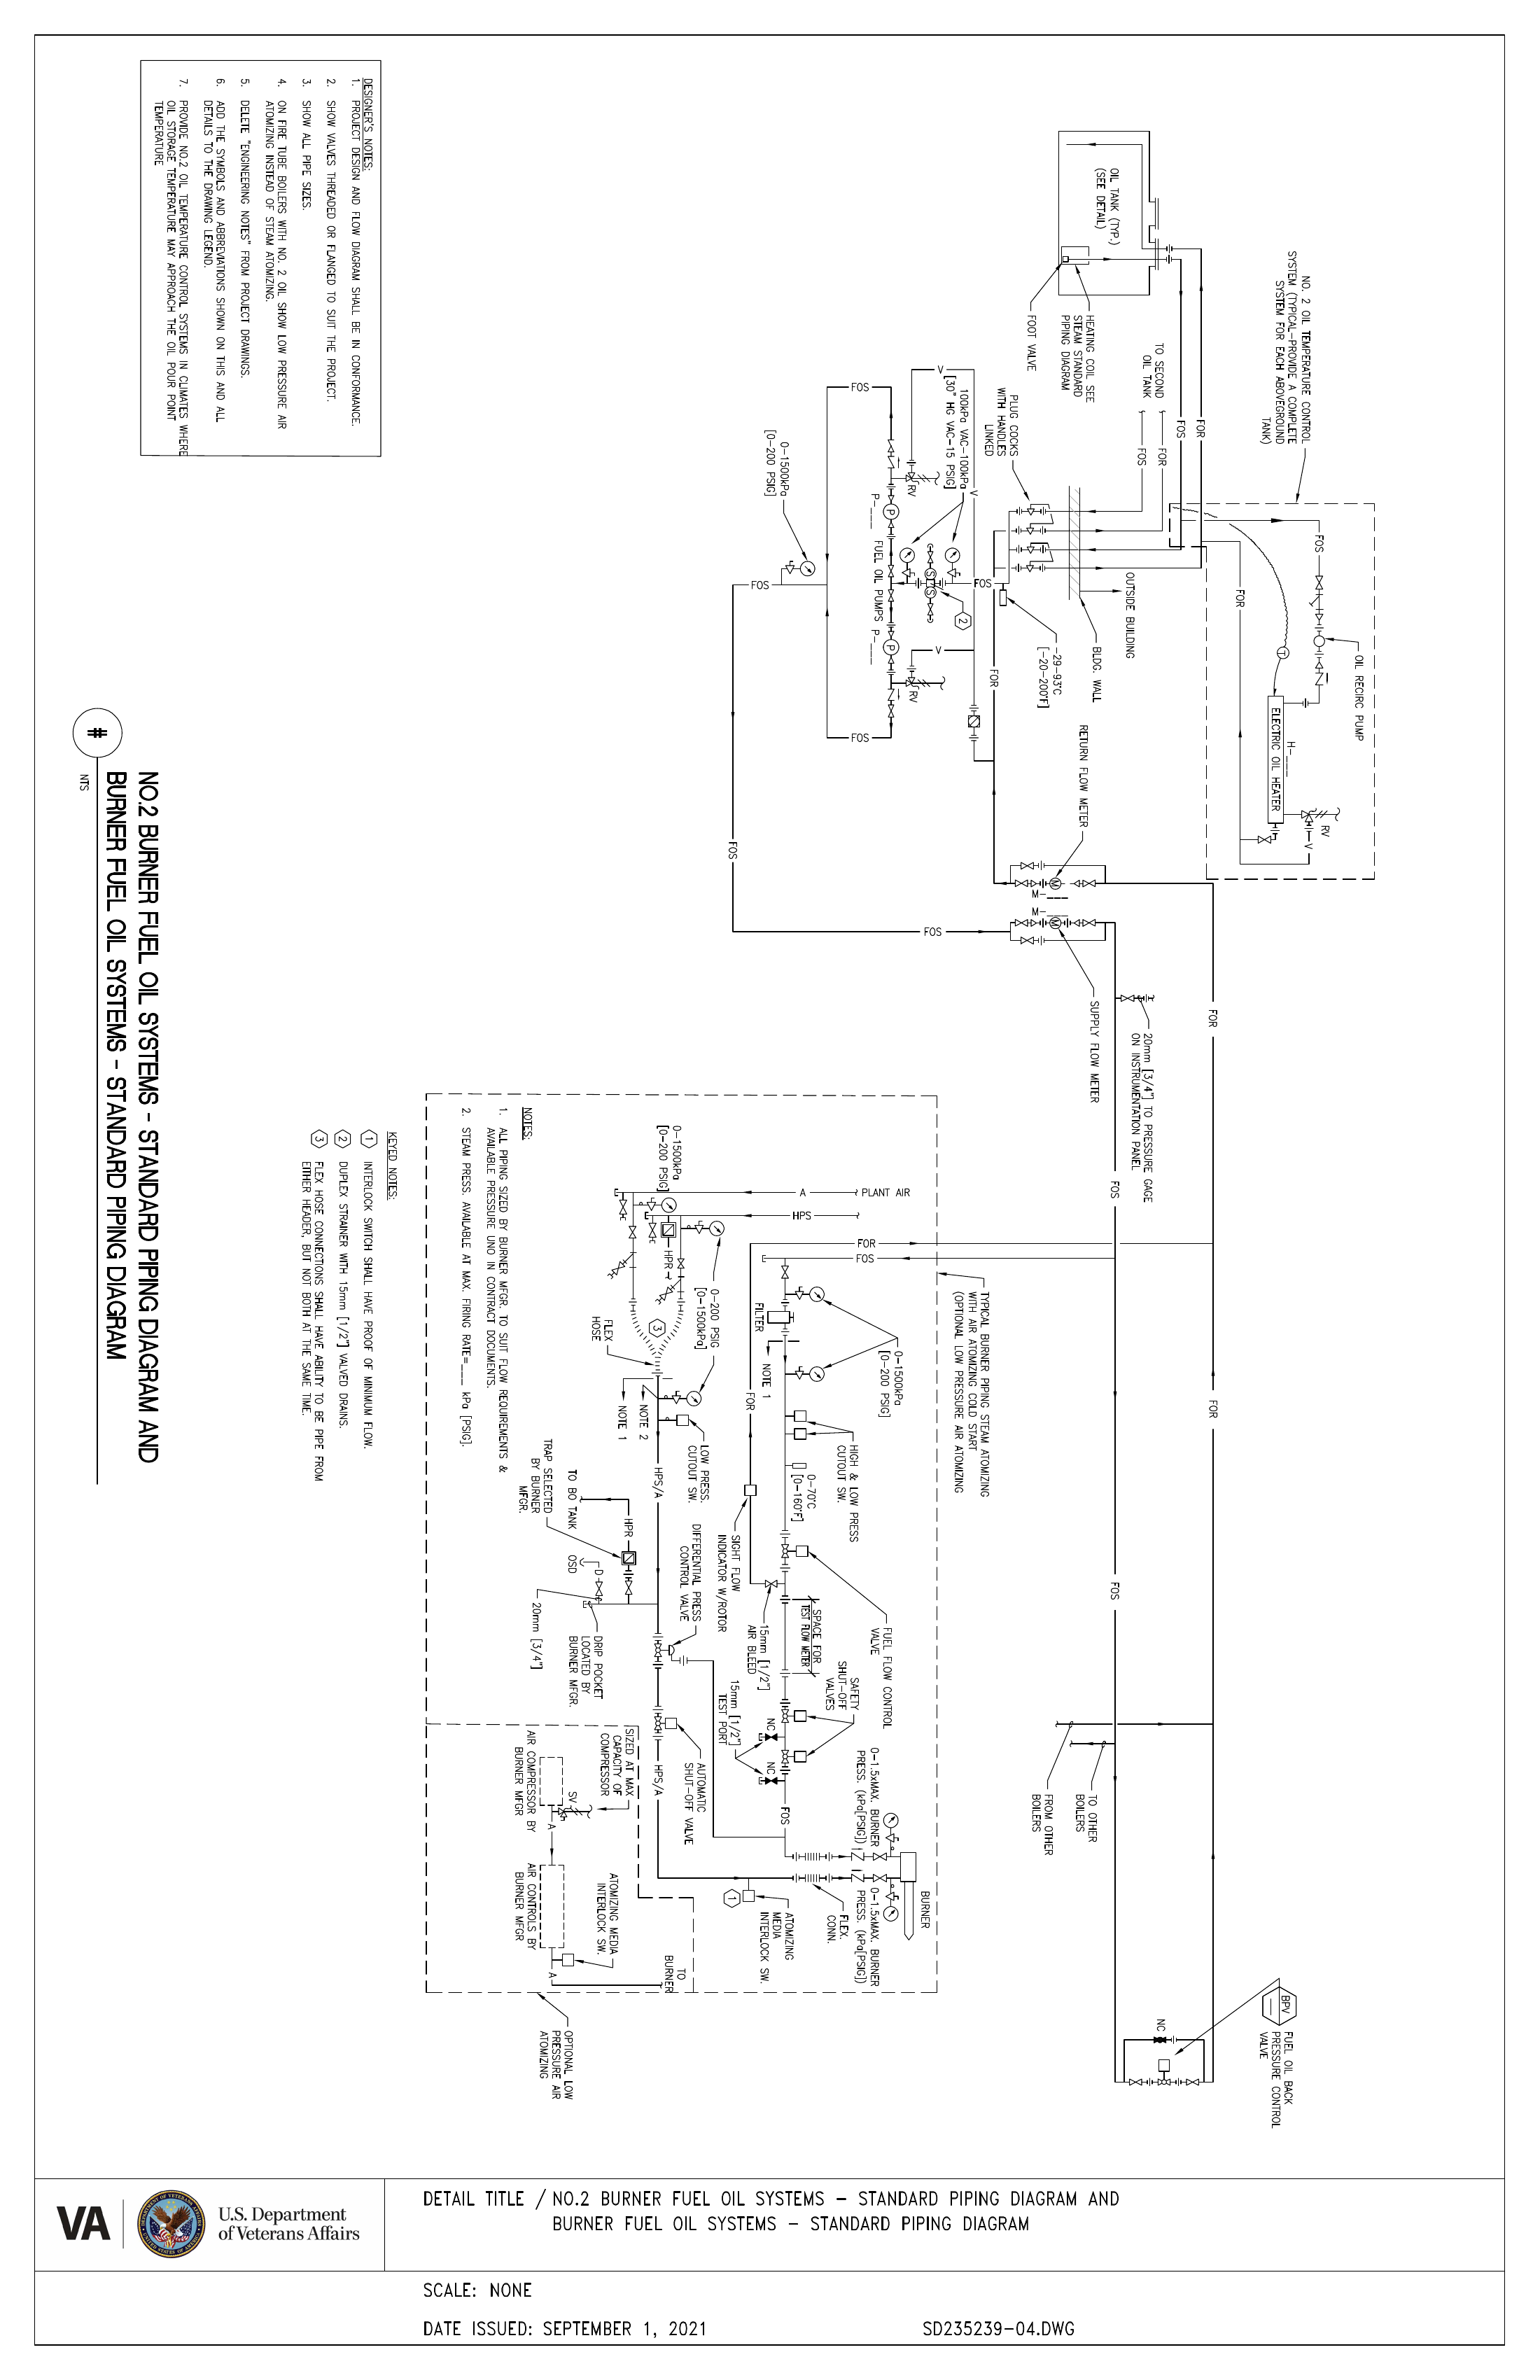 NO. 2 OIL TEMPERATURE CONTROL
SYSTEM (TYPICAL-PROVIDE A COMPLETE
SYSTEM FOR EACH ABOVEGROUND
TANK)
OIL TANK (TYP.)
(SEE DETAIL)
HEATING COIL SEE
STEAM STANDARD
PIPING DIAGRAM
FOOT VALVE
TO SECOND
OIL TANK
FOR
FOS
FOR
FOS
FOS
FOR
OIL RECIRC PUMP
T
H-___
ELECTRIC OIL HEATER
RV
V
OUTSIDE BUILDING
BLDG. WALL
PLUG COCKS
WITH HANDLES
LINKED
-29-93°C
[-20-200°F]
FOS
FOR
100kPa VAC-100kPa
[30" HG VAC-15 PSIG]
V
V
V
S
S
2
RV
RV
P
P
P-___
P-___
FUEL OIL PUMPS
FOS
FOS
FOS
0-1500kPa
[0-200 PSIG]
FOS
FOS
RETURN FLOW
METER
M
M-___
M-___
M
SUPPLY FLOW METER
20mm [3/4"] TO PRESSURE GAGE
ON INSTRUMENTATION PANEL
FOR
FOS
FOR
FOS
TO OTHER
BOILERS
FROM OTHER
BOILERS
BPV
FUEL OIL BACK
PRESSURE CONTROL
VALVE
NC
TYPICAL BURNER PIPING STEAM ATOMIZING
WITH AIR ATOMIZING COLD START
(OPTIONAL LOW PRESSURE AIR ATOMIZING
PLANT AIR
A
HPS
FOR
FOS
0-1500kPa
[0-200 PSIG]
0-1500kPa
[0-200 PSIG]
HPR
0-200 PSIG
[0-1500kPa]
FILTER
NOTE 1
FOR
3
FLEX
HOSE
NOTE 2
NOTE 1
HIGH & LOW PRESS
CUTOUT SW.
0-70°C
[0-160°F]
LOW PRESS.
CUTOUT SW.
SIGHT FLOW
INDICATOR W/ROTOR
HPS/A
FUEL FLOW CONTROL
VALVE
SPACE FOR
TEST FLOW METER
15mm [1/2"]
AIR BLEED
SAFETY
SHUT-OFF
VALVES
15mm [1/2"]
TEST PORT
NC
NC
FOS
DIFFERENTIAL PRESS
CONTROL VALVE
TRAP SELECTED
BY BURNER
MFGR.
TO BO TANK
HPR
OSD
D
20mm [3/4"]
DRIP POCKET
LOCATED BY
BURNER MFGR.
AUTOMATIC
SHUT-OFF VALVE
HPS/A
0-1.5xMAX. BURNER
PRESS. (kPa[PSIG])
0-1.5xMAX. BURNER
PRESS. (kPa[PSIG])
BURNER
FLEX.
CONN.
ATOMIZING
MEDIA
INTERLOCK SW.
1
SIZED AT MAX
CAPACITY OF
COMPRESSOR
SV
A
AIR COMPRESSOR BY
BURNER MFGR
AIR CONTROLS BY
BURNER MFGR
ATOMIZING MEDIA
INTERLOCK SW.
A
TO
BURNER
OPTIONAL LOW
PRESSURE AIR
ATOMIZING
NOTES:
1. ALL PIPING SIZED BY BURNER MFGR. TO SUIT FLOW REQUIREMENTS &
AVAILABLE PRESSURE UNO IN CONTRACT DOCUMENTS.
2. STEAM PRESS. AVAILABLE AT MAX. FIRING RATE=___ kPa [PSIG].
KEYED NOTES:
1 INTERLOCK SWITCH SHALL HAVE PROOF OF MINIMUM FLOW.
2 DUPLEX STRAINER WITH 15mm [1/2"] VALVED DRAINS.
3 FLEX HOSE CONNECTIONS SHALL HAVE ABILITY TO BE PIPE FROM
EITHER HEADER, BUT NOT BOTH AT THE SAME TIME.
DESIGNER'S NOTES:
1. PROJECT DESIGN AND FLOW DIAGRAM SHALL BE IN CONFORMANCE.
2. SHOW VALVES THREADED OR FLANGED TO SUIT THE PROJECT.
3. SHOW ALL PIPE SIZES.
4. ON FIRE TUBE BOILERS WITH NO. 2 OIL SHOW LOW PRESSURE AIR
ATOMIZING INSTEAD OF STEAM ATOMIZING.
5. DELETE "ENGINEERING NOTES" FROM PROJECT DRAWINGS.
6. ADD THE SYMBOLS AND ABBREVIATIONS SHOWN ON THIS AND ALL
DETAILS TO THE DRAWING LEGEND.
7. PROVIDE NO.2 OIL TEMPERATURE CONTROL SYSTEMS IN CLIMATES WHERE
OIL STORAGE TEMPERATURE MAY APPROACH THE OIL POUR POINT
TEMPERATURE
#
NO.2 BURNER FUEL OIL SYSTEMS - STANDARD PIPING DIAGRAM AND
BURNER FUEL OIL SYSTEMS - STANDARD PIPING DIAGRAM
NTS
VA
U.S. Department
of Veterans Affairs
DETAIL TITLE / NO.2 BURNER FUEL OIL SYSTEMS – STANDARD PIPING DIAGRAM AND
BURNER FUEL OIL SYSTEMS – STANDARD PIPING DIAGRAM
SCALE: NONE
DATE ISSUED: SEPTEMBER 1, 2021
SD235239-04.DWG